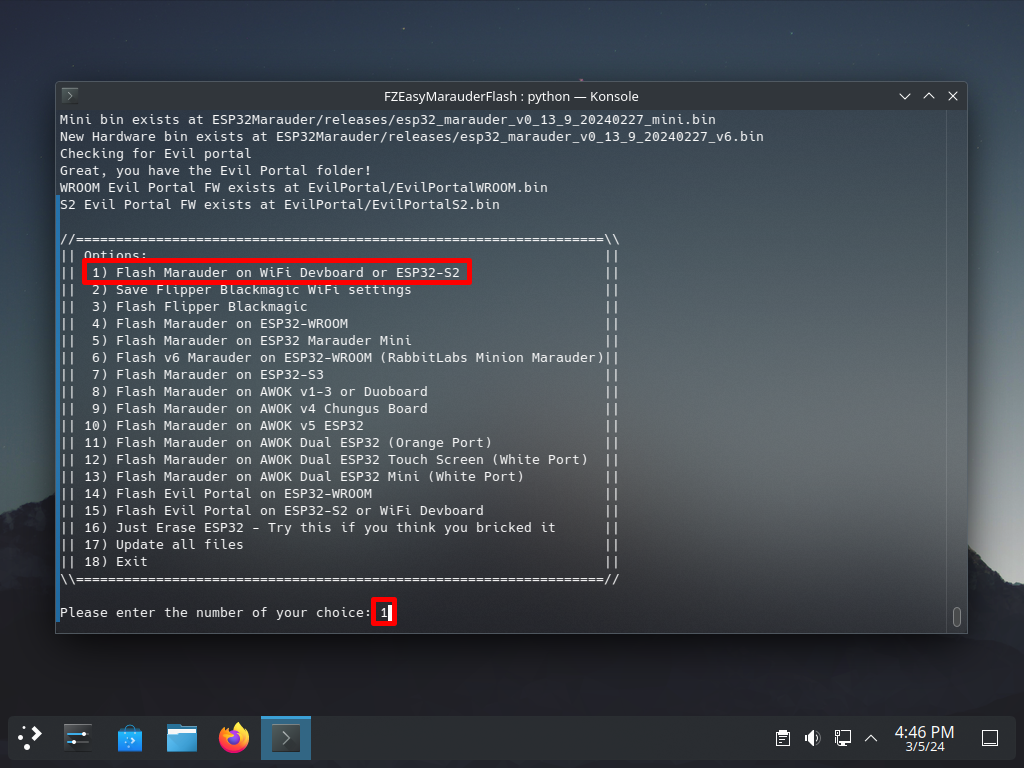 FZEasyMarauderFlash : python — Konsole
Mini bin exists at ESP32Marauder/releases/esp32_marauder_v0_13_9_20240227_mini.bin
New Hardware bin exists at ESP32Marauder/releases/esp32_marauder_v0_13_9_20240227_v6.bin
Checking for Evil portal
Great, you have the Evil Portal folder!
WROOM Evil Portal FW exists at EvilPortal/EvilPortalWROOM.bin
S2 Evil Portal FW exists at EvilPortal/EvilPortalS2.bin
//==================================================================\\
|| Options: ||
|| 1) Flash Marauder on WiFi Devboard or ESP32-S2 ||
|| 2) Save Flipper Blackmagic WiFi settings ||
|| 3) Flash Flipper Blackmagic ||
|| 4) Flash Marauder on ESP32-WROOM ||
|| 5) Flash Marauder on ESP32 Marauder Mini ||
|| 6) Flash v6 Marauder on ESP32-WROOM (RabbitLabs Minion Marauder)||
|| 7) Flash Marauder on ESP32-S3 ||
|| 8) Flash Marauder on AWOK v1-3 or Duoboard ||
|| 9) Flash Marauder on AWOK v4 Chungus Board ||
|| 10) Flash Marauder on AWOK v5 ESP32 ||
|| 11) Flash Marauder on AWOK Dual ESP32 (Orange Port) ||
|| 12) Flash Marauder on AWOK Dual ESP32 Touch Screen (White Port) ||
|| 13) Flash Marauder on AWOK Dual ESP32 Mini (White Port) ||
|| 14) Flash Evil Portal on ESP32-WROOM ||
|| 15) Flash Evil Portal on ESP32-S2 or WiFi Devboard ||
|| 16) Just Erase ESP32 - Try this if you think you bricked it ||
|| 17) Update all files ||
|| 18) Exit ||
\\==================================================================//
Please enter the number of your choice: 1
4:46 PM
3/5/24